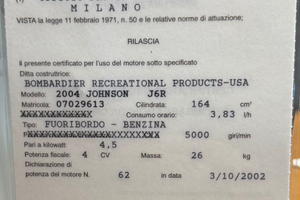 MILANO
VISTA la legge 11 febbraio 1971, n. 50 e le relative norme di attuazione;
RILASCIA
il presente certificato per l'uso del motore sotto specificato
Ditta costruttrice:
BOMBARDIER RECREATIONAL PRODUCTS-USA
Modello: 2004 JOHNSON J6R
Matricola: 07029613 Cilindrata: 164 cm³
Consumo orario: 3,83 l/h
Tipo: FUORIBORDO - BENZINA
5000 giri/min
Pari a kilowatt: 4,5
Potenza fiscale: 4 CV Massa: 26 kg
Dichiarazione di
potenza del motore N. 62 in data 3/10/2002